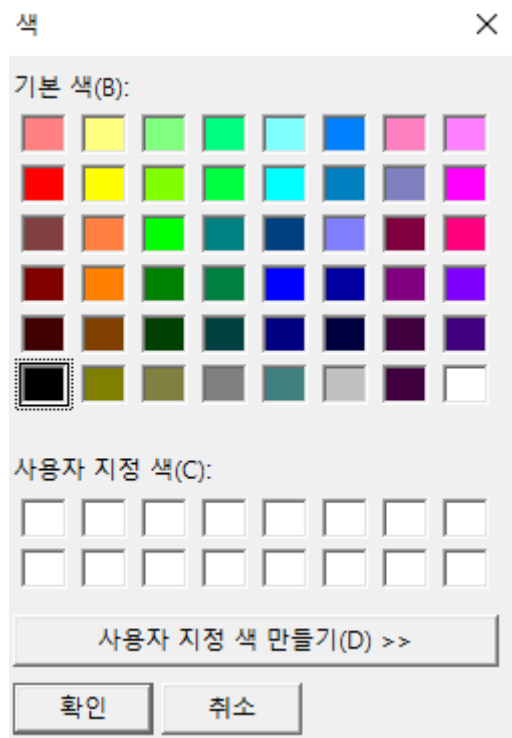 색
기본 색(B):
사용자 지정 색(C):
사용자 지정 색 만들기(D) >>
확인
취소